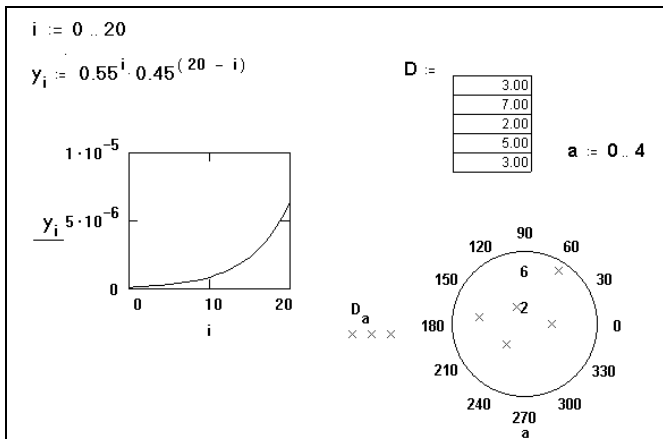 i := 0 .. 20
y_i := 0.55^i · 0.45^(20 - i)
D :=
3.00
7.00
2.00
5.00
3.00
a := 0 .. 4
1·10^-5
y_i 5·10^-6
0
0 10 20
i
90
120 60
6
150 30
2
D_a
180 0
210 330
240 300
270
a